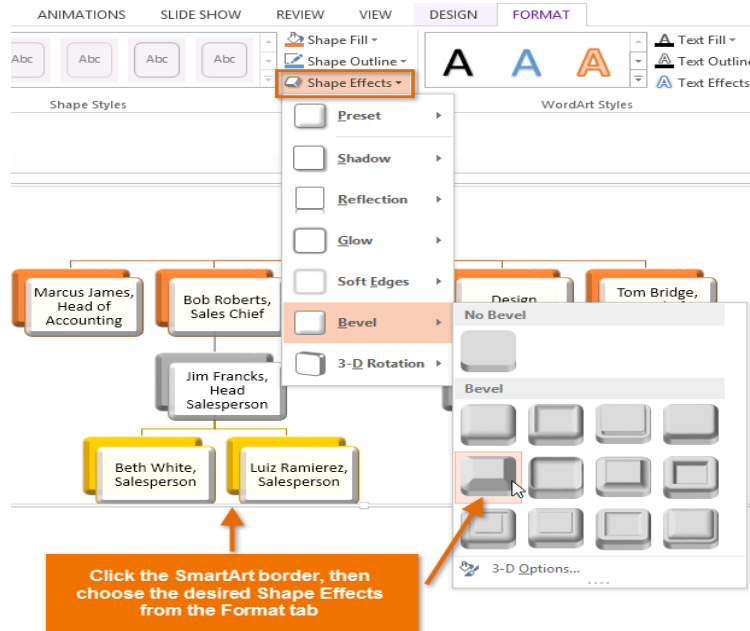 ANIMATIONS SLIDE SHOW REVIEW VIEW DESIGN FORMAT
Abc Abc Abc Abc
Shape Fill
Shape Outline
Shape Effects
A A A
Text Fill
Text Outline
Text Effects
Shape Styles
WordArt Styles
Preset
Shadow
Reflection
Glow
Soft Edges
Bevel
3-D Rotation
Marcus James,
Head of
Accounting
Bob Roberts,
Sales Chief
Design
Tom Bridge,
Jim Francks,
Head
Salesperson
Beth White,
Salesperson
Luiz Ramierez,
Salesperson
No Bevel
Bevel
3-D Options...
Click the SmartArt border, then
choose the desired Shape Effects
from the Format tab